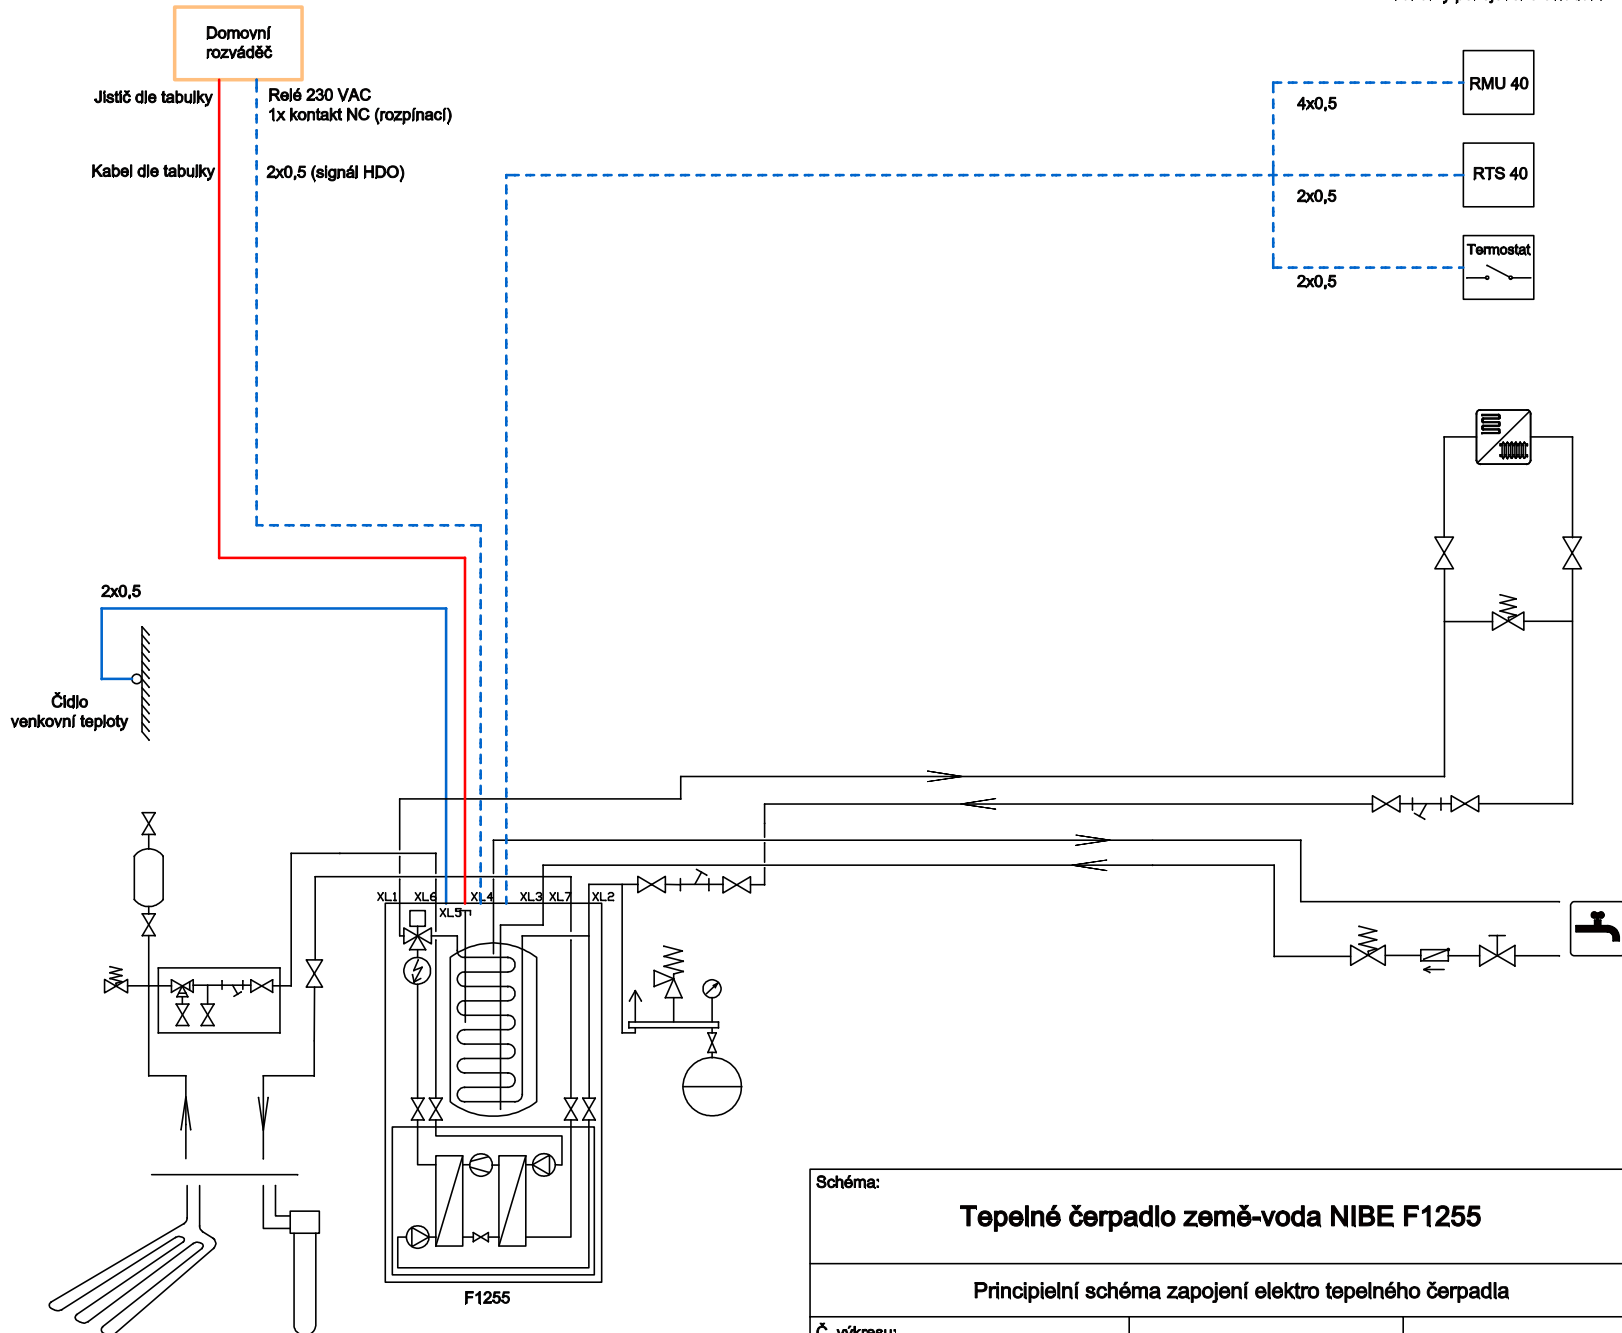 Domovní
rozváděč
Jistič dle tabulky
Relé 230 VAC
1x kontakt NC (rozpínací)
Kabel dle tabulky
2x0,5 (signál HDO)
RMU 40
4x0,5
RTS 40
2x0,5
Termostat
2x0,5
2x0,5
Čidlo
venkovní teploty
XL1 XL6 XL5 XL4 XL3 XL7 XL2
F1255
Schéma:
Tepelné čerpadlo země-voda NIBE F1255
Principielní schéma zapojení elektro tepelného čerpadla
Č. výkresu: